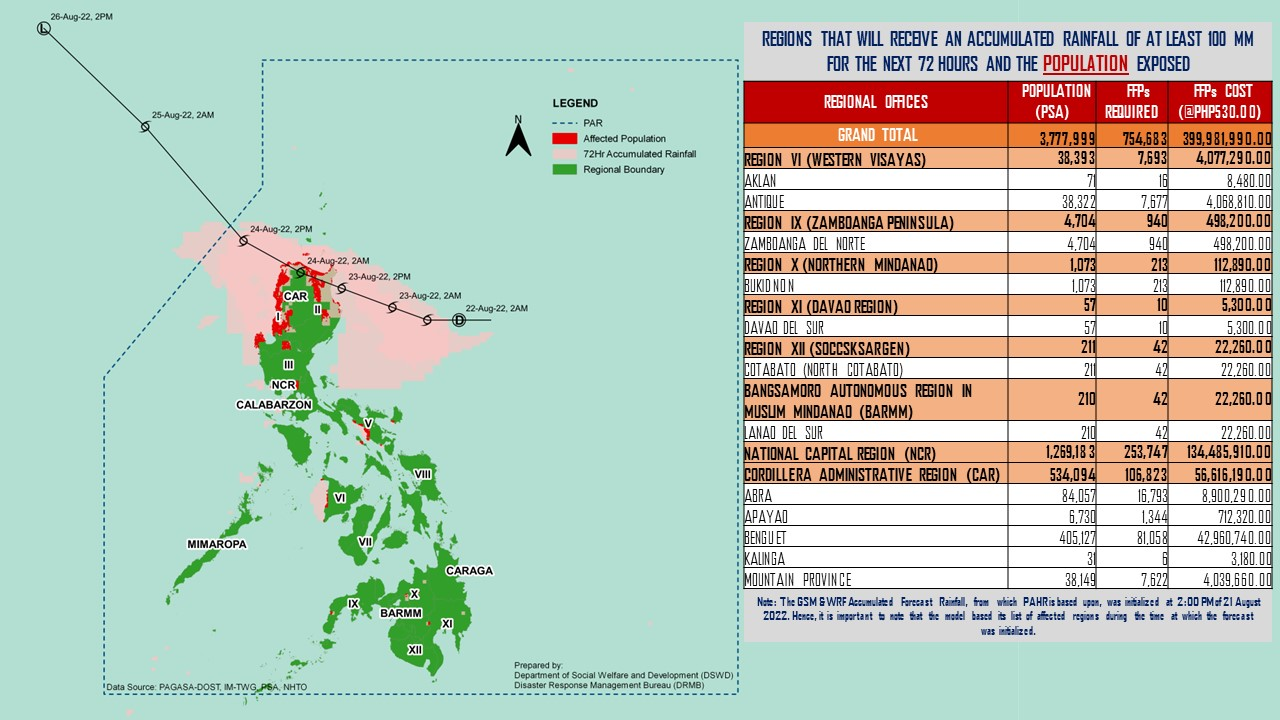 26-Aug-22, 2PM
L
25-Aug-22, 2AM
24-Aug-22, 2PM
24-Aug-22, 2AM
23-Aug-22, 2PM
23-Aug-22, 2AM
22-Aug-22, 2AM
D
LEGEND
PAR
Affected Population
72Hr Accumulated Rainfall
Regional Boundary
N
CAR
I
II
III
NCR
CALABARZON
V
VIII
VI
VII
MIMAROPA
CARAGA
IX
X
BARMM
XI
XII
Data Source: PAGASA-DOST, IM-TWG, PSA, NHTO
Prepared by:
Department of Social Welfare and Development (DSWD)
Disaster Response Management Bureau (DRMB)
REGIONS THAT WILL RECEIVE AN ACCUMULATED RAINFALL OF AT LEAST 100 MM
FOR THE NEXT 72 HOURS AND THE POPULATION EXPOSED
REGIONAL OFFICES POPULATION (PSA) FFPs REQUIRED FFPs COST (@PHP530.00)
GRAND TOTAL 3,777,999 754,683 399,981,990.00
REGION VI (WESTERN VISAYAS) 38,393 7,693 4,077,290.00
AKLAN 71 16 8,480.00
ANTIQUE 38,322 7,677 4,068,810.00
REGION IX (ZAMBOANGA PENINSULA) 4,704 940 498,200.00
ZAMBOANGA DEL NORTE 4,704 940 498,200.00
REGION X (NORTHERN MINDANAO) 1,073 213 112,890.00
BUKIDNON 1,073 213 112,890.00
REGION XI (DAVAO REGION) 57 10 5,300.00
DAVAO DEL SUR 57 10 5,300.00
REGION XII (SOCCSKSARGEN) 211 42 22,260.00
COTABATO (NORTH COTABATO) 211 42 22,260.00
BANGSAMORO AUTONOMOUS REGION IN
MUSLIM MINDANAO (BARMM) 210 42 22,260.00
LANAO DEL SUR 210 42 22,260.00
NATIONAL CAPITAL REGION (NCR) 1,269,183 253,747 134,485,910.00
CORDILLERA ADMINISTRATIVE REGION (CAR) 534,094 106,823 56,616,190.00
ABRA 84,057 16,793 8,900,290.00
APAYAO 6,730 1,344 712,320.00
BENGUET 405,127 81,058 42,960,740.00
KALINGA 31 6 3,180.00
MOUNTAIN PROVINCE 38,149 7,622 4,039,660.00
Note: The GSM & WRF Accumulated Forecast Rainfall, from which PAHR is based upon, was initialized at 2:00 PM of 21 August
2022. Hence, it is important to note that the model based its list of affected regions during the time at which the forecast
was initialized.